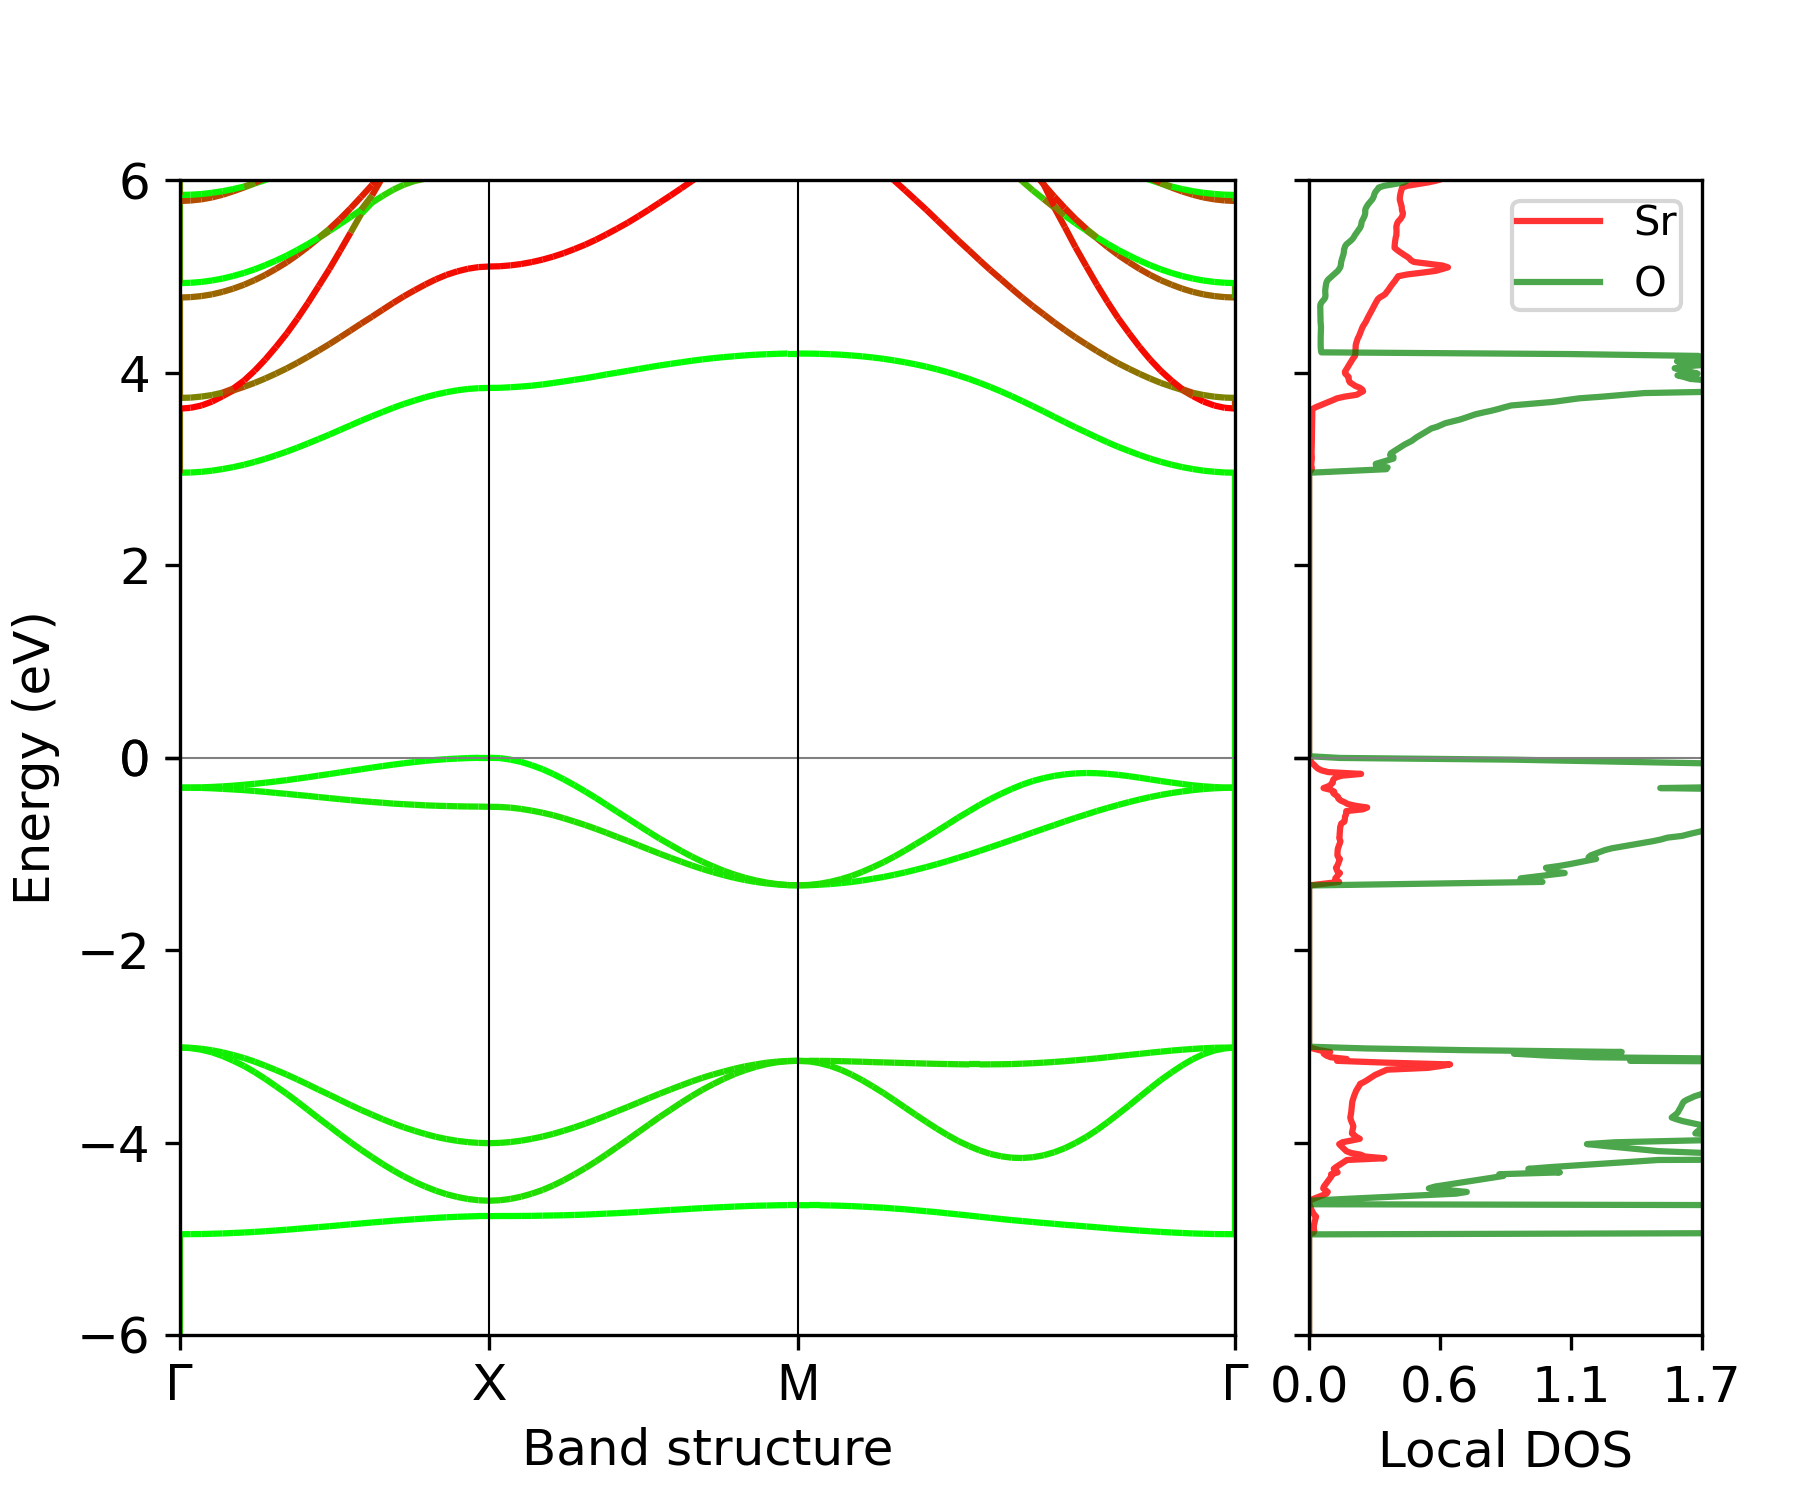 6
4
2
0
−2
−4
−6
Energy (eV)
Γ X M Γ
Band structure
Sr
O
0.0 0.6 1.1 1.7
Local DOS